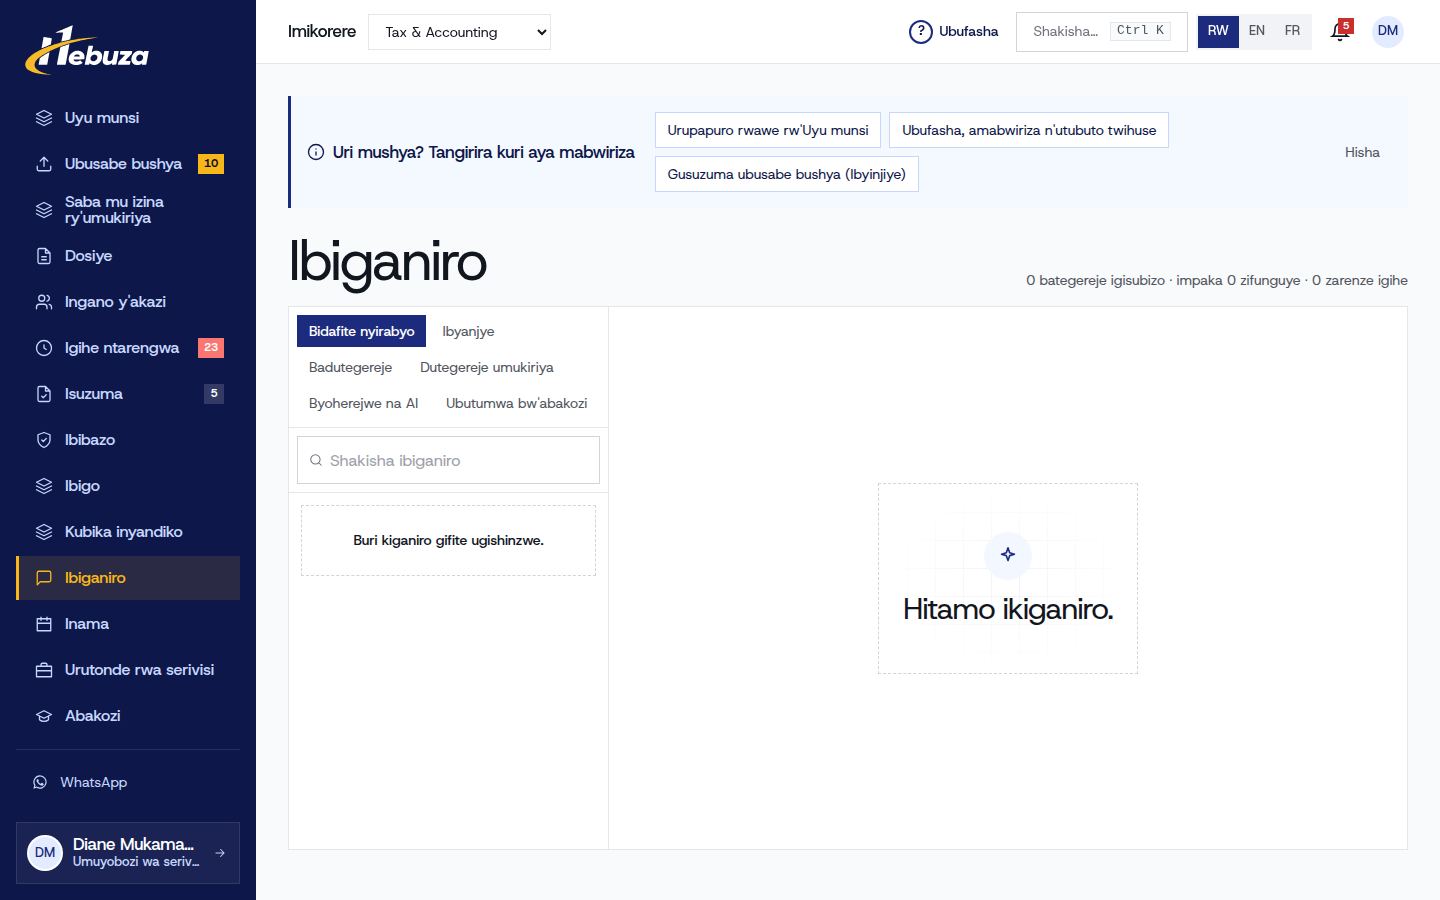 Hebuza
Uyu munsi
Ubusabe bushya 10
Saba mu izina
ry'umukiriya
Dosiye
Ingano y'akazi
Igihe ntarengwa 23
Isuzuma 5
Ibibazo
Ibigo
Kubika inyandiko
Ibiganiro
Inama
Urutonde rwa serivisi
Abakozi
WhatsApp
DM Diane Mukama...
Umuyobozi wa seriv...
Imikorere Tax & Accounting ? Ubufasha Shakisha... Ctrl K RW EN FR 5 DM
Uri mushya? Tangirira kuri aya mabwiriza
Urupapuro rwawe rw'Uyu munsi
Ubufasha, amabwiriza n'utubuto twihuse
Gusuzuma ubusabe bushya (Ibyinjiye)
Hisha
Ibiganiro
0 bategereje igisubizo · impaka 0 zifunguye · 0 zarenze igihe
Bidafite nyirabyo Ibyanjye
Badutegereje Dutegereje umukiriya
Byoherejwe na AI Ubutumwa bw'abakozi
Shakisha ibiganiro
Buri kiganiro gifite ugishinzwe.
Hitamo ikiganiro.